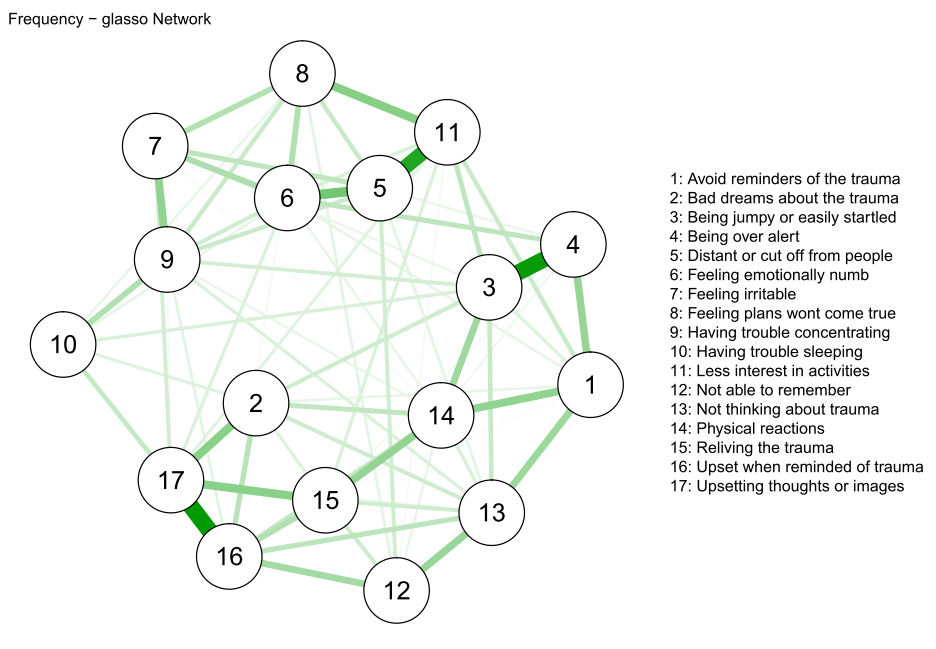 Frequency − glasso Network
8
11
7
5
6
4
9
3
10
1
2
14
17
15
13
16
12
1: Avoid reminders of the trauma
2: Bad dreams about the trauma
3: Being jumpy or easily startled
4: Being over alert
5: Distant or cut off from people
6: Feeling emotionally numb
7: Feeling irritable
8: Feeling plans wont come true
9: Having trouble concentrating
10: Having trouble sleeping
11: Less interest in activities
12: Not able to remember
13: Not thinking about trauma
14: Physical reactions
15: Reliving the trauma
16: Upset when reminded of trauma
17: Upsetting thoughts or images